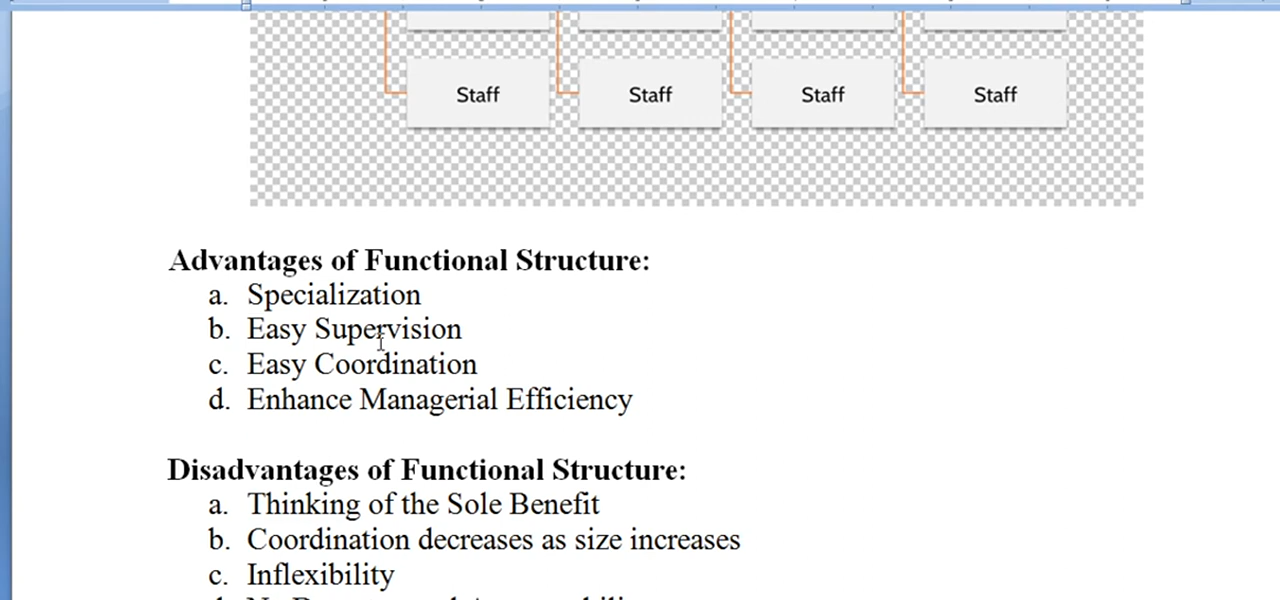 Staff Staff Staff Staff
Advantages of Functional Structure:
a. Specialization
b. Easy Supervision
c. Easy Coordination
d. Enhance Managerial Efficiency
Disadvantages of Functional Structure:
a. Thinking of the Sole Benefit
b. Coordination decreases as size increases
c. Inflexibility